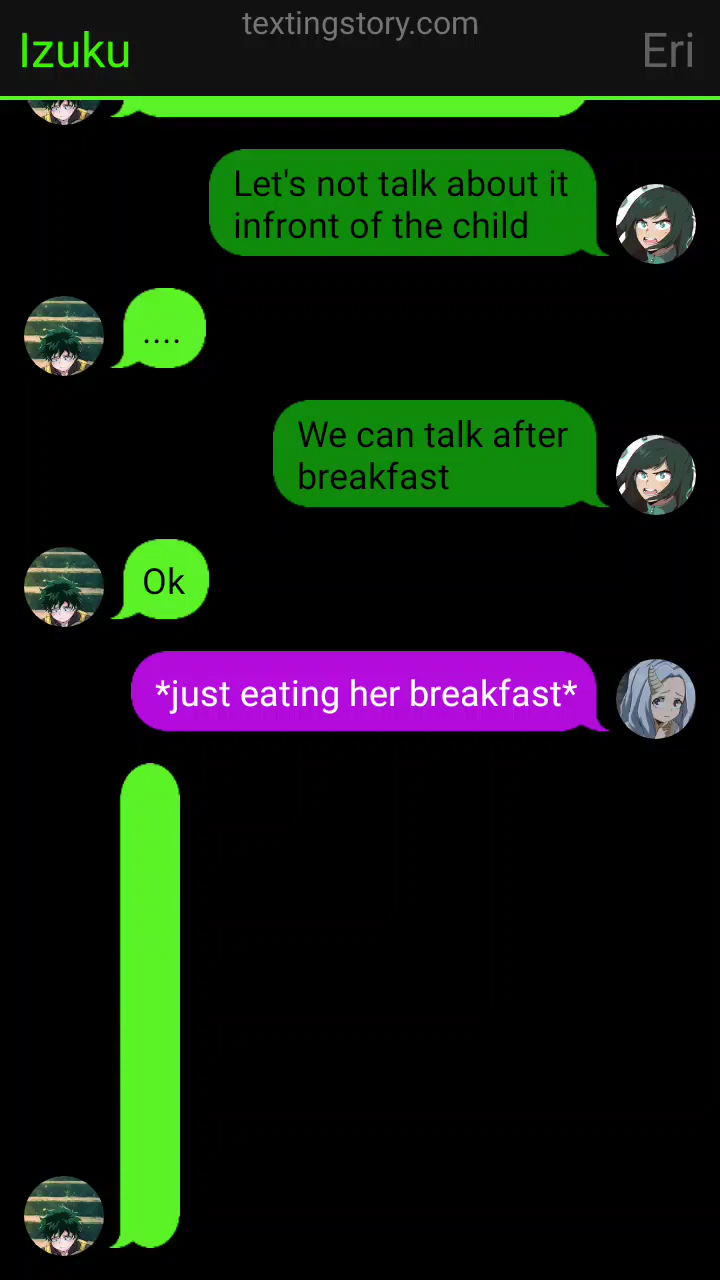 textingstory.com
Izuku
Eri
Let's not talk about it
infront of the child
....
We can talk after
breakfast
Ok
*just eating her breakfast*